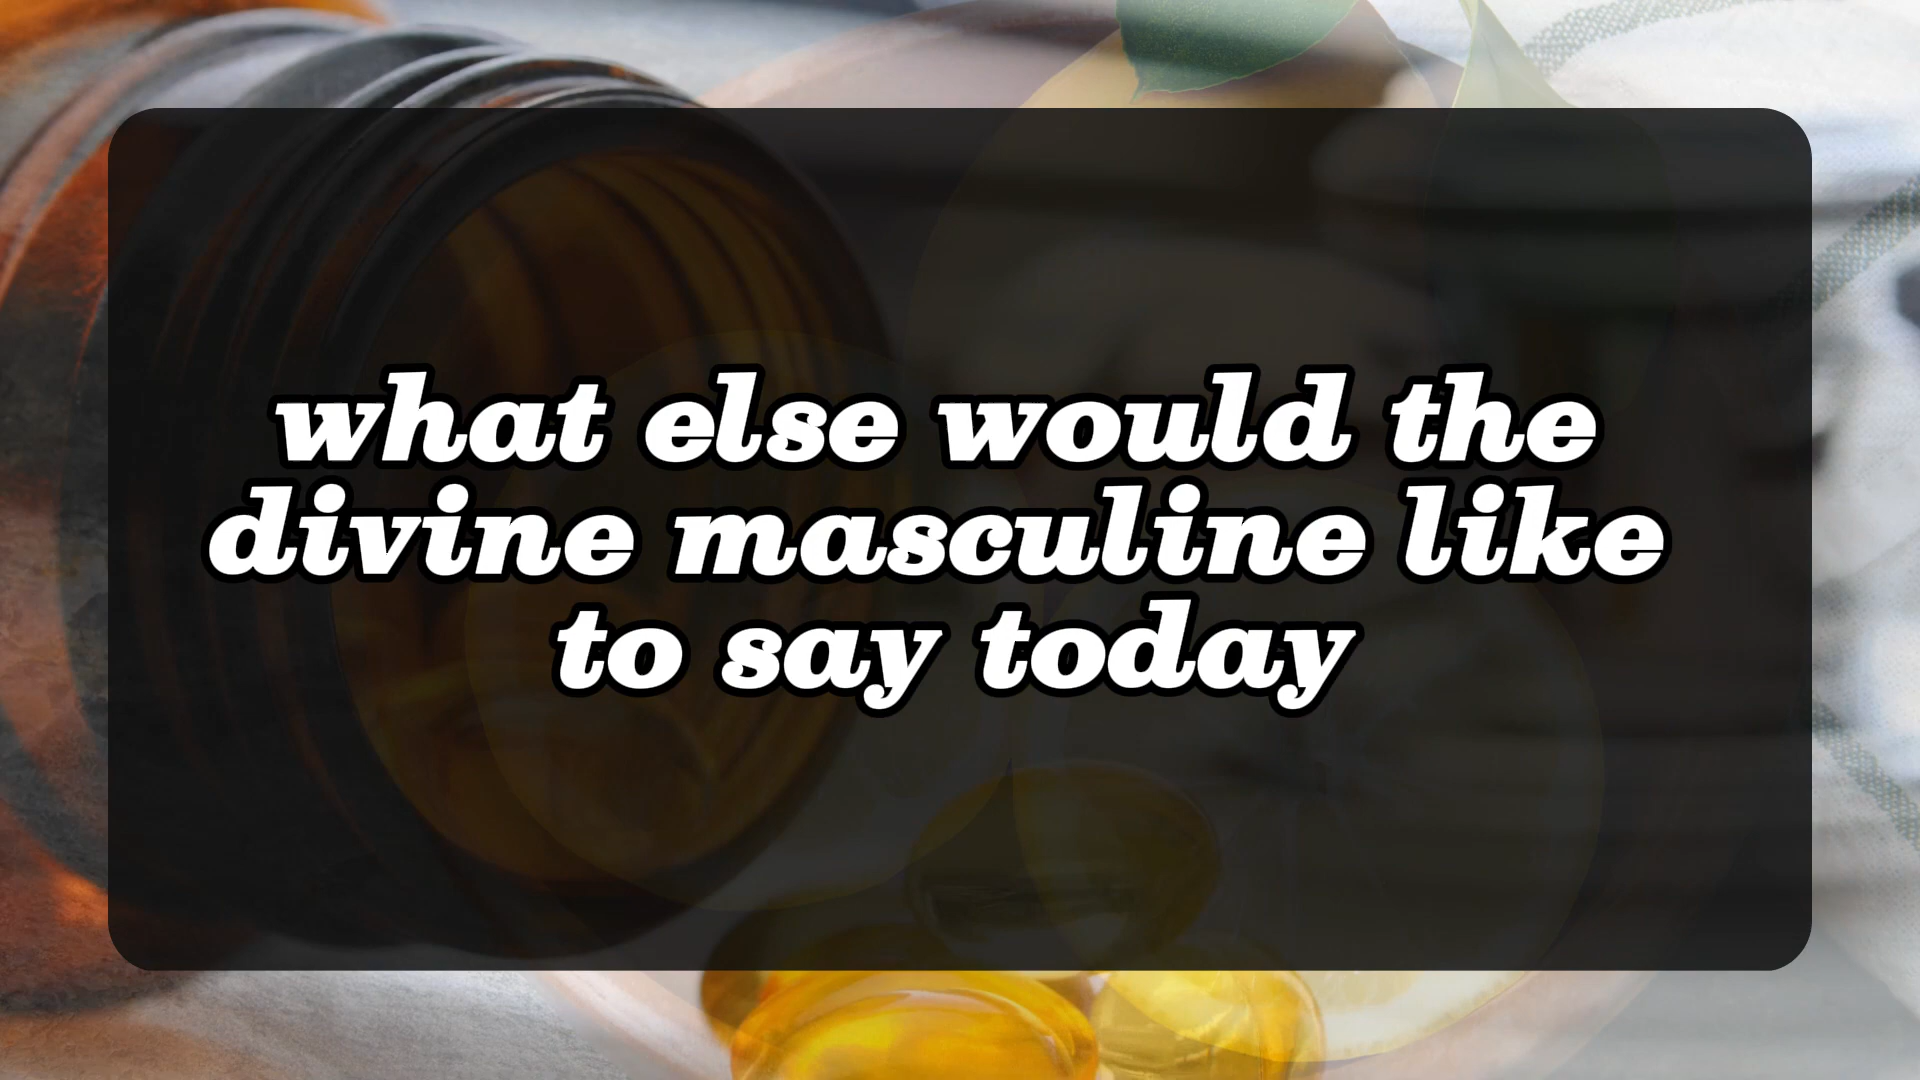 what else would the
divine masculine like
to say today